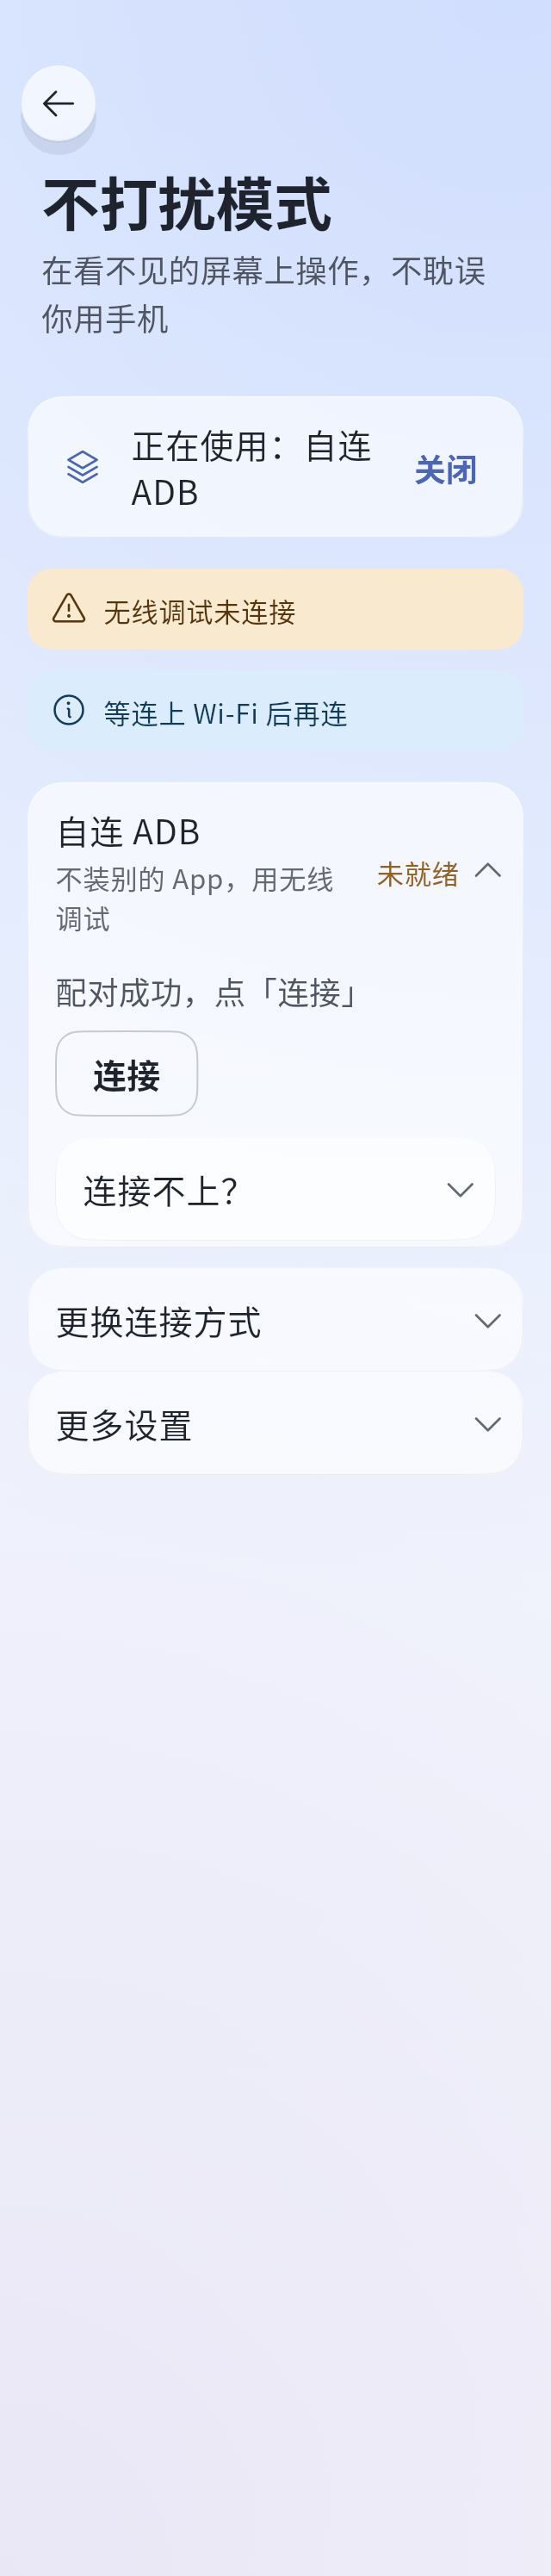 不打扰模式
在看不见的屏幕上操作，不耽误
你用手机
正在使用：自连
ADB
关闭
无线调试未连接
等连上 Wi-Fi 后再连
自连 ADB
不装别的 App，用无线
调试
未就绪
配对成功，点「连接」
连接
连接不上？
更换连接方式
更多设置